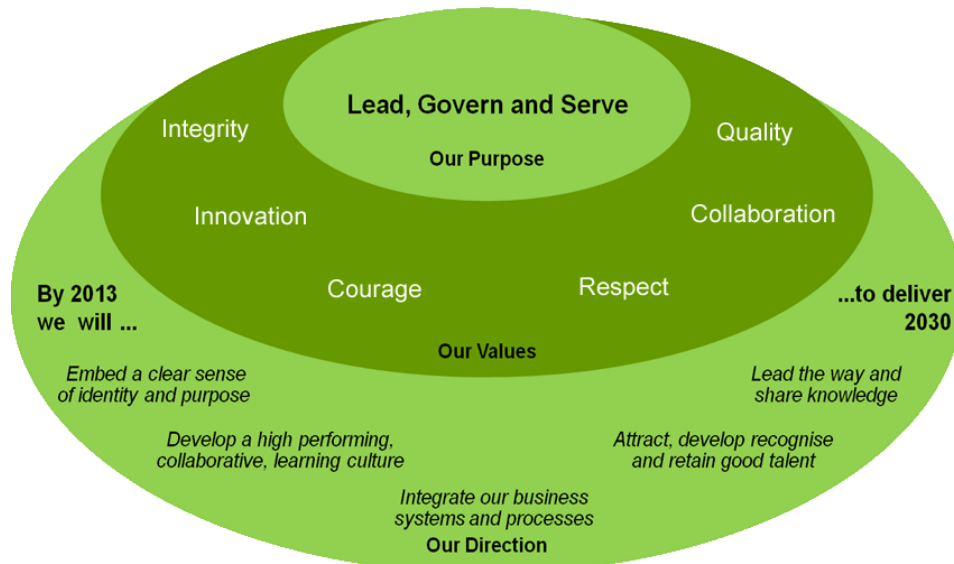 Lead, Govern and Serve
Our Purpose
Integrity
Quality
Innovation
Collaboration
Courage
Respect
Our Values
By 2013
we will ...
...to deliver
2030
Embed a clear sense
of identity and purpose
Lead the way and
share knowledge
Develop a high performing,
collaborative, learning culture
Attract, develop recognise
and retain good talent
Integrate our business
systems and processes
Our Direction